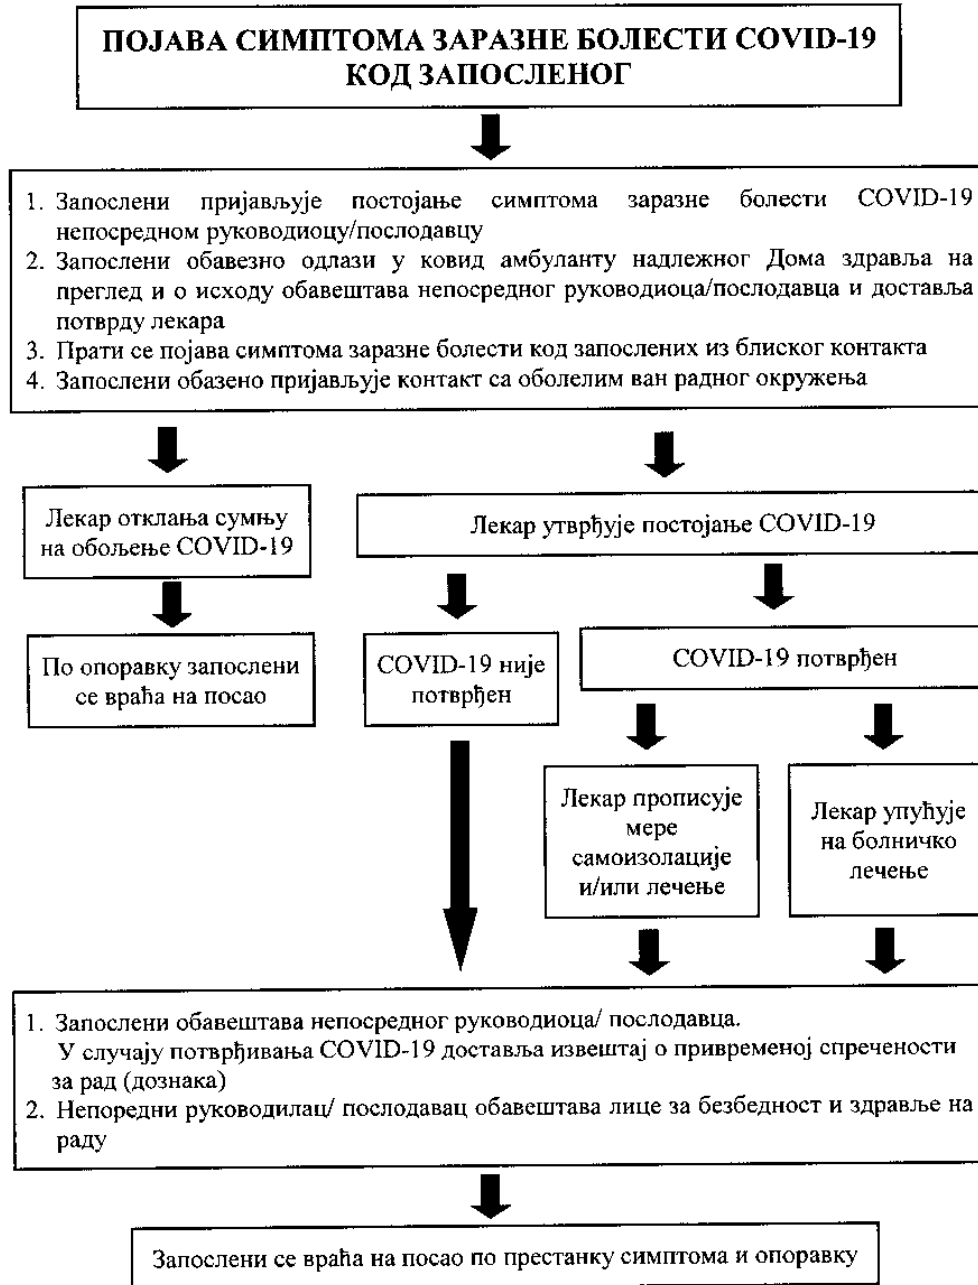 ПОЈАВА СИМПТОМА ЗАРАЗНЕ БОЛЕСТИ COVID-19
КОД ЗАПОСЛЕНОГ
1. Запослени пријављује постојање симптома заразне болести COVID-19
непосредном руководиоцу/послодавцу
2. Запослени обавезно одлази у ковид амбуланту надлежног Дома здравља на
преглед и о исходу обавештава непосредног руководиоца/послодавца и доставља
потврду лекара
3. Прати се појава симптома заразне болести код запослених из блиског контакта
4. Запослени обазено пријављује контакт са оболелим ван радног окружења
Лекар отклања сумњу
на обољење COVID-19
Лекар утврђује постојање COVID-19
По опоравку запослени
се враћа на посао
COVID-19 није
потврђен
COVID-19 потврђен
Лекар прописује
мере
самоизолације
и/или лечење
Лекар упућује
на болничко
лечење
1. Запослени обавештава непосредног руководиоца/ послодавца.
У случају потврђивања COVID-19 доставља извештај о привременој спречености
за рад (дознака)
2. Непоредни руководилац/ послодавац обавештава лице за безбедност и здравље на
раду
Запослени се враћа на посао по престанку симптома и опоравку